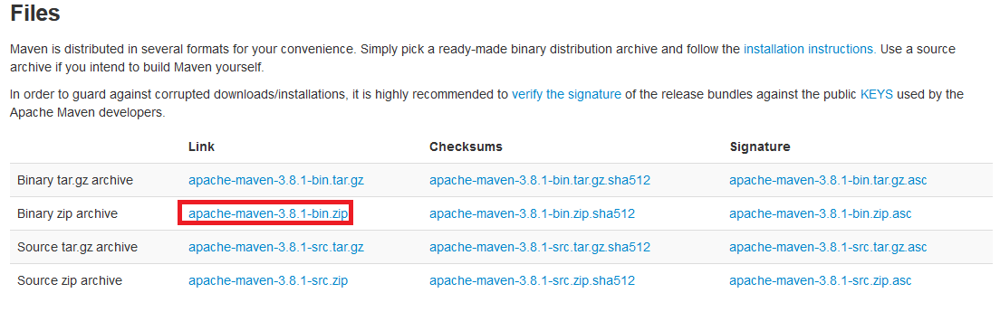 Files
Maven is distributed in several formats for your convenience. Simply pick a ready-made binary distribution archive and follow the installation instructions. Use a source
archive if you intend to build Maven yourself.
In order to guard against corrupted downloads/installations, it is highly recommended to verify the signature of the release bundles against the public KEYS used by the
Apache Maven developers.
Link Checksums Signature
Binary tar.gz archive apache-maven-3.8.1-bin.tar.gz apache-maven-3.8.1-bin.tar.gz.sha512 apache-maven-3.8.1-bin.tar.gz.asc
Binary zip archive apache-maven-3.8.1-bin.zip apache-maven-3.8.1-bin.zip.sha512 apache-maven-3.8.1-bin.zip.asc
Source tar.gz archive apache-maven-3.8.1-src.tar.gz apache-maven-3.8.1-src.tar.gz.sha512 apache-maven-3.8.1-src.tar.gz.asc
Source zip archive apache-maven-3.8.1-src.zip apache-maven-3.8.1-src.zip.sha512 apache-maven-3.8.1-src.zip.asc